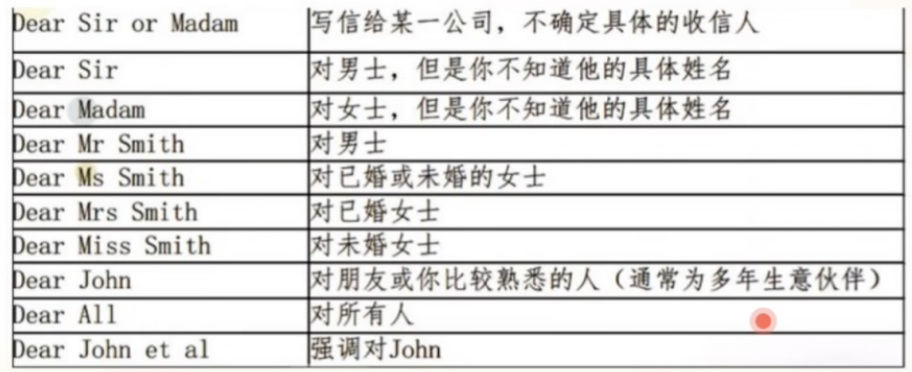 Dear Sir or Madam 写信给某一公司，不确定具体的收信人
Dear Sir 对男士，但是你不知道他的具体姓名
Dear Madam 对女士，但是你不知道他的具体姓名
Dear Mr Smith 对男士
Dear Ms Smith 对已婚或未婚的女士
Dear Mrs Smith 对已婚女士
Dear Miss Smith 对未婚女士
Dear John 对朋友或你比较熟悉的人（通常为多年生意伙伴）
Dear All 对所有人
Dear John et al 强调对John